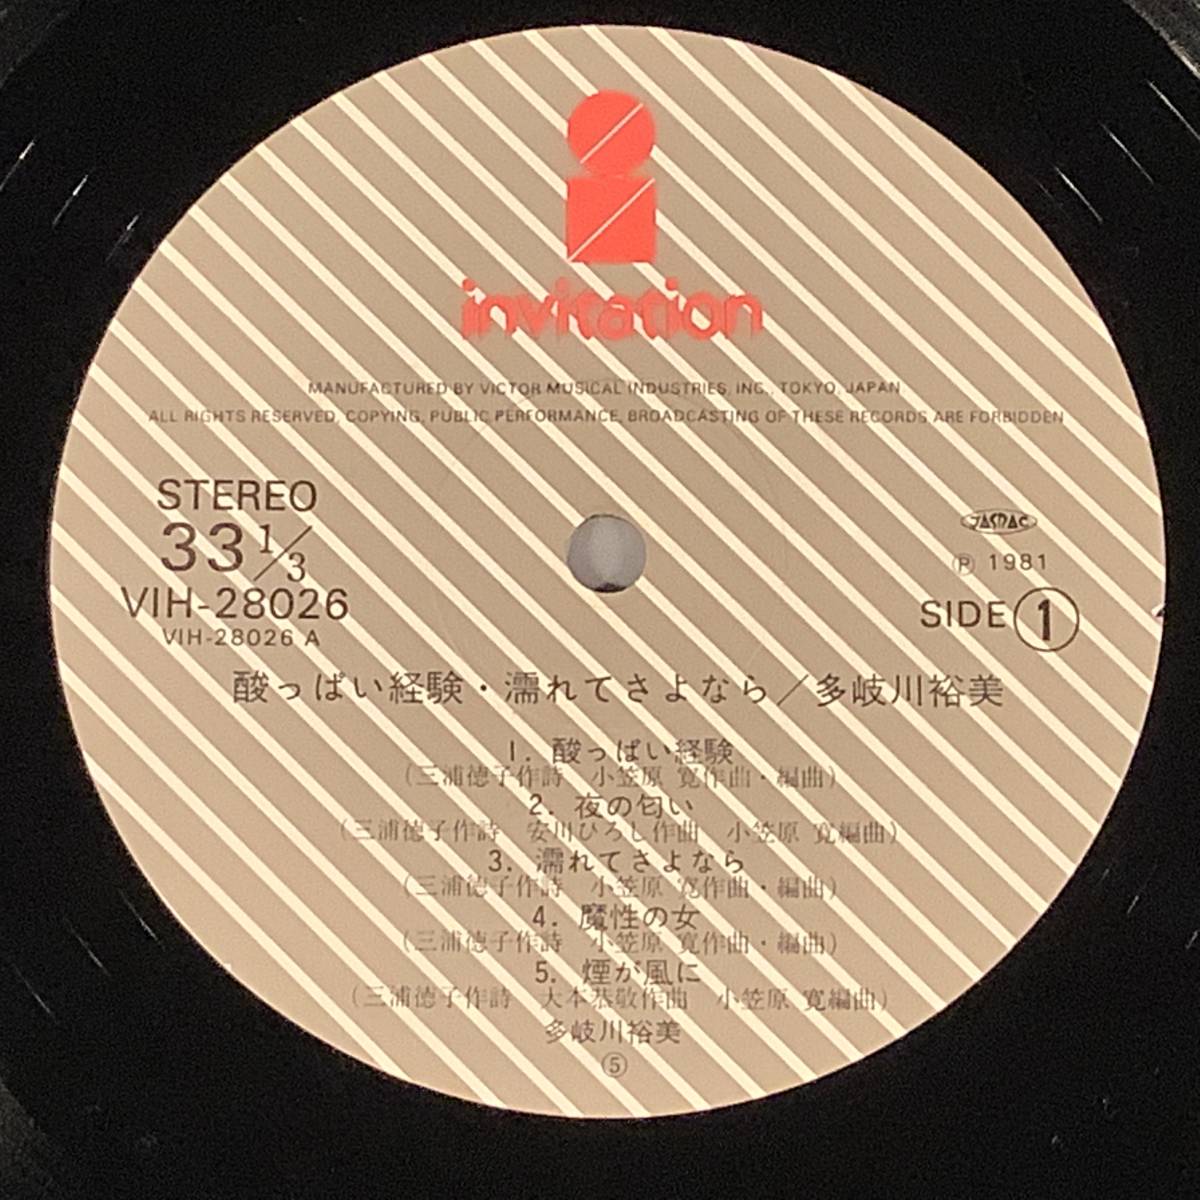 invitation
MANUFACTURED BY VICTOR MUSICAL INDUSTRIES, INC., TOKYO, JAPAN
ALL RIGHTS RESERVED, COPYING, PUBLIC PERFORMANCE, BROADCASTING OF THESE RECORDS ARE FORBIDDEN
STEREO
33 1/3
VIH-28026
VIH-28026 A
JASRAC
Ⓟ 1981
SIDE 1
酸っぱい経験・濡れてさよなら／多岐川裕美
1. 酸っぱい経験
(三浦徳子作詩 小笠原 寛作曲・編曲)
2. 夜の匂い
(三浦徳子作詩 安川ひろし作曲 小笠原 寛編曲)
3. 濡れてさよなら
(三浦徳子作詩 小笠原 寛作曲・編曲)
4. 魔性の女
(三浦徳子作詩 小笠原 寛作曲・編曲)
5. 煙が風に
(三浦徳子作詩 大本恭敬作曲 小笠原 寛編曲)
多岐川裕美
⑤